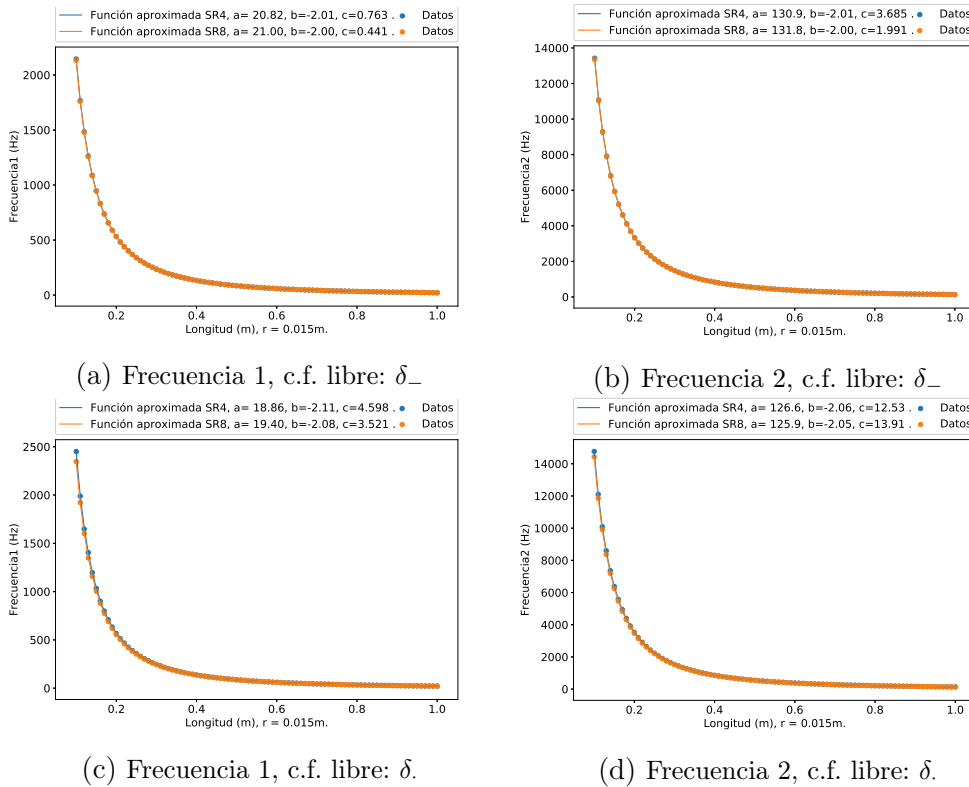 Función aproximada SR4, a= 20.82, b=-2.01, c=0.763 . Datos
Función aproximada SR8, a= 21.00, b=-2.00, c=0.441 . Datos
Frecuencia1 (Hz)
2000
1500
1000
500
0
0.2 0.4 0.6 0.8 1.0
Longitud (m), r = 0.015m.
(a) Frecuencia 1, c.f. libre: δ_
Función aproximada SR4, a= 130.9, b=-2.01, c=3.685 . Datos
Función aproximada SR8, a= 131.8, b=-2.00, c=1.991 . Datos
Frecuencia2 (Hz)
14000
12000
10000
8000
6000
4000
2000
0
0.2 0.4 0.6 0.8 1.0
Longitud (m), r = 0.015m.
(b) Frecuencia 2, c.f. libre: δ_
Función aproximada SR4, a= 18.86, b=-2.11, c=4.598 . Datos
Función aproximada SR8, a= 19.40, b=-2.08, c=3.521 . Datos
Frecuencia1 (Hz)
2500
2000
1500
1000
500
0
0.2 0.4 0.6 0.8 1.0
Longitud (m), r = 0.015m.
(c) Frecuencia 1, c.f. libre: δ.
Función aproximada SR4, a= 126.6, b=-2.06, c=12.53 . Datos
Función aproximada SR8, a= 125.9, b=-2.05, c=13.91 . Datos
Frecuencia2 (Hz)
14000
12000
10000
8000
6000
4000
2000
0
0.2 0.4 0.6 0.8 1.0
Longitud (m), r = 0.015m.
(d) Frecuencia 2, c.f. libre: δ.